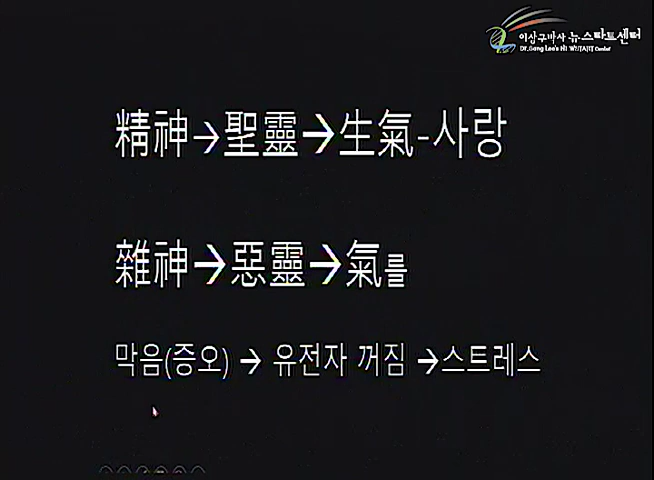 이상구박사 뉴스타트센터
精神→聖靈→生氣-사랑
雜神→惡靈→氣를
막음(증오) → 유전자 꺼짐 →스트레스